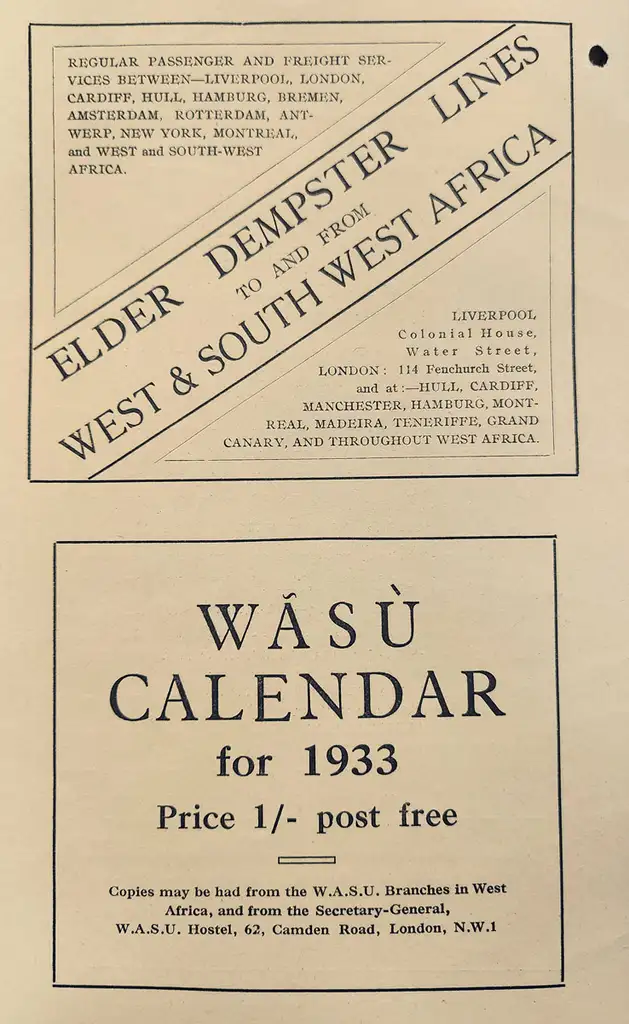 REGULAR PASSENGER AND FREIGHT SER-
VICES BETWEEN—LIVERPOOL, LONDON,
CARDIFF, HULL, HAMBURG, BREMEN,
AMSTERDAM, ROTTERDAM, ANT-
WERP, NEW YORK, MONTREAL,
and WEST and SOUTH-WEST
AFRICA.
ELDER DEMPSTER LINES
TO AND FROM
WEST & SOUTH WEST AFRICA
LIVERPOOL
Colonial House,
Water Street,
LONDON: 114 Fenchurch Street,
and at:—HULL, CARDIFF,
MANCHESTER, HAMBURG, MONT-
REAL, MADEIRA, TENERIFFE, GRAND
CANARY, AND THROUGHOUT WEST AFRICA.
WÃSÙ
CALENDAR
for 1933
Price 1/- post free
Copies may be had from the W.A.S.U. Branches in West
Africa, and from the Secretary-General,
W.A.S.U. Hostel, 62, Camden Road, London, N.W.1